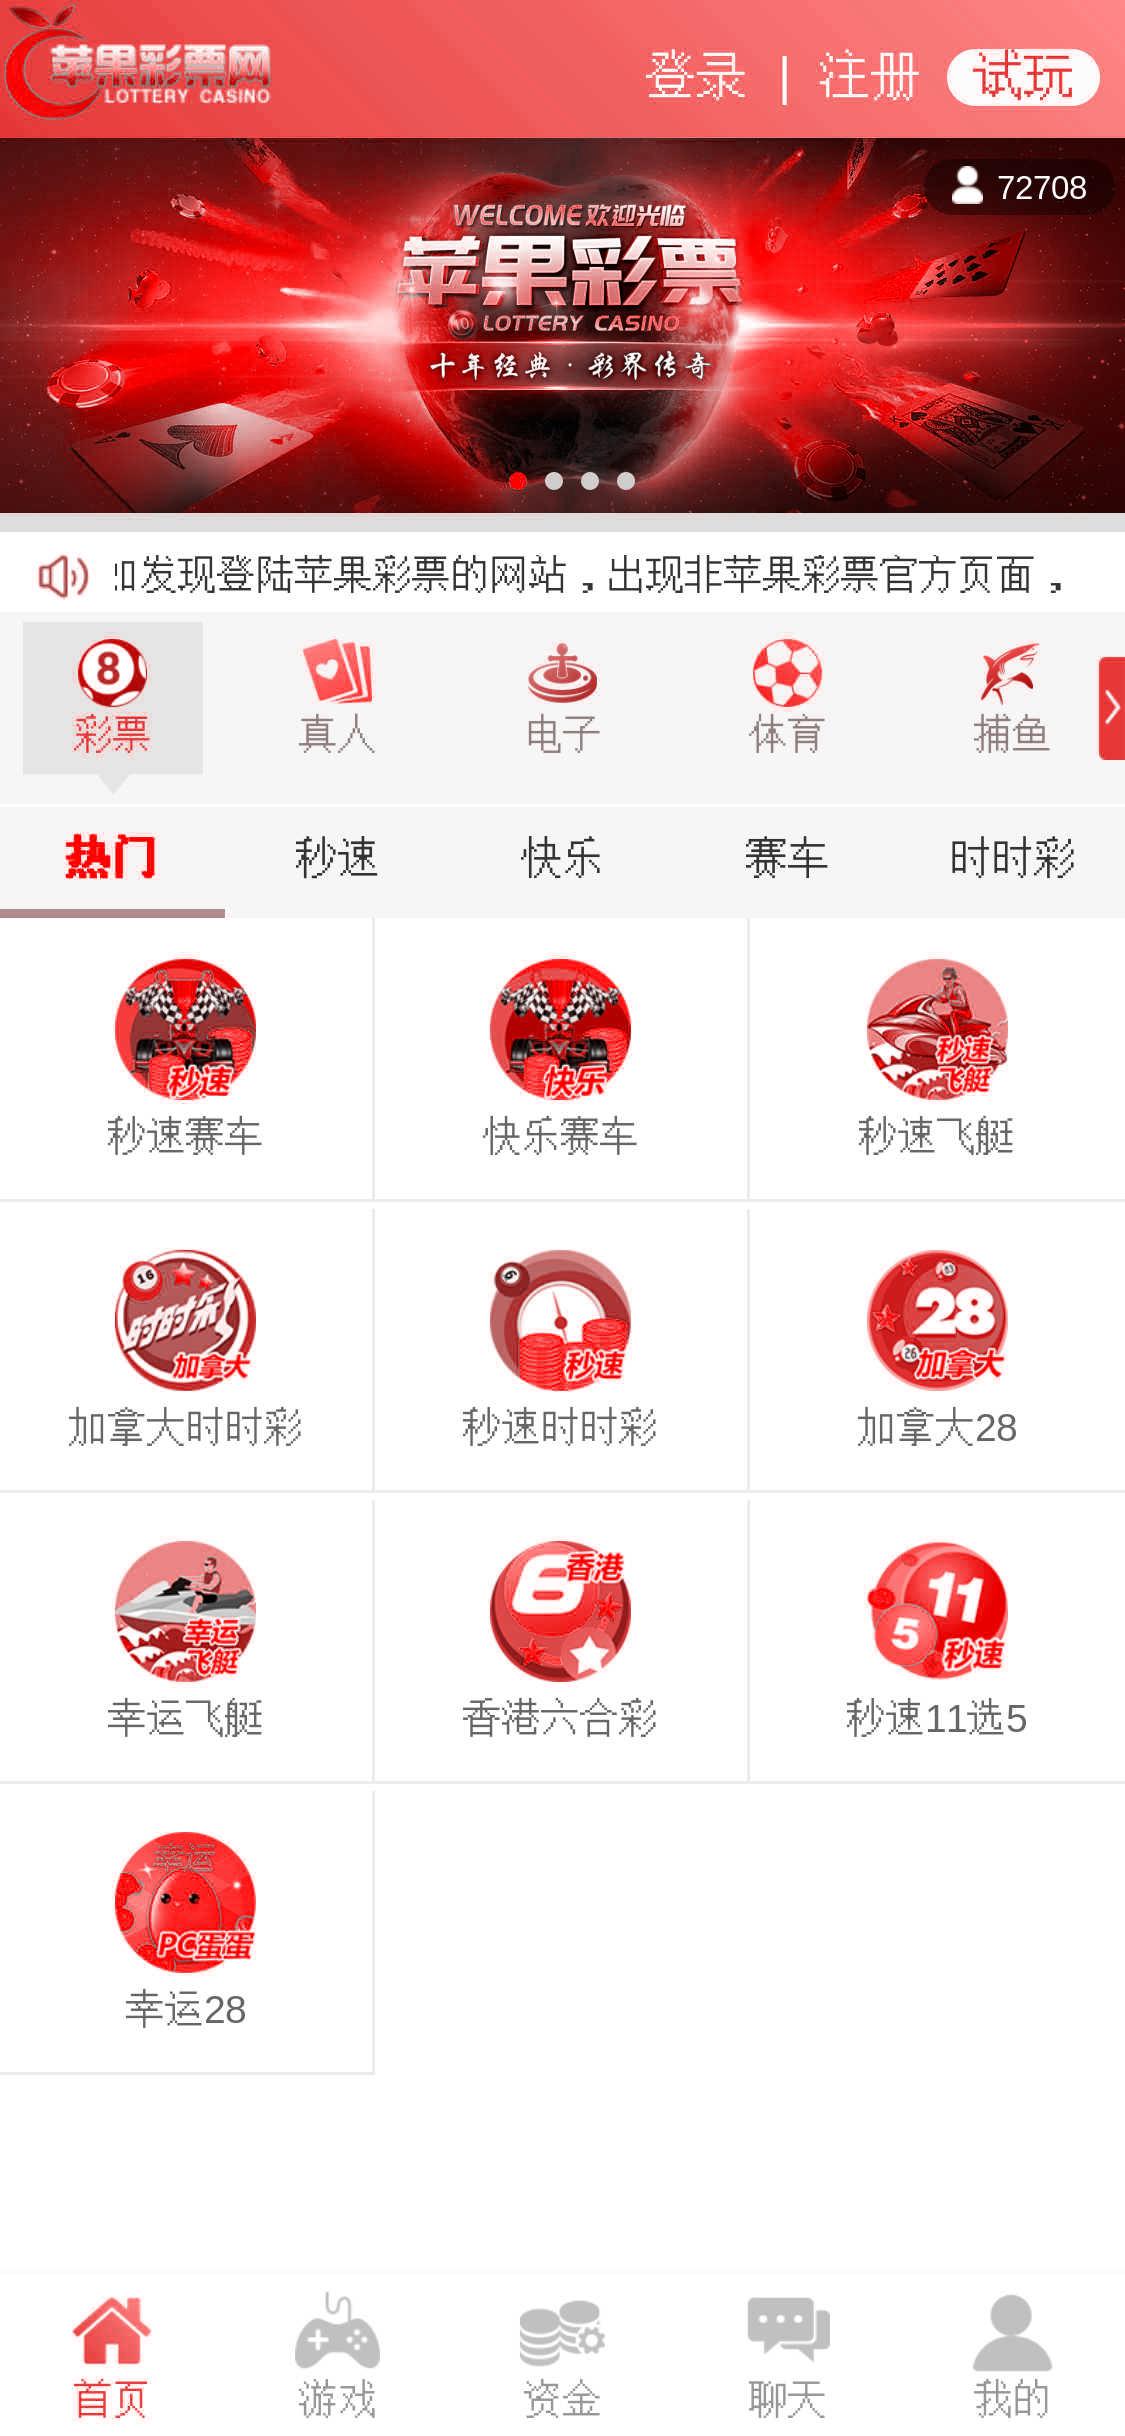 苹果彩票网
LOTTERY CASINO
登录 | 注册 试玩
72708
WELCOME 欢迎光临
苹果彩票
LOTTERY CASINO
十年经典 · 彩界传奇
如发现登陆苹果彩票的网站，出现非苹果彩票官方页面，
8
彩票 真人 电子 体育 捕鱼
热门 秒速 快乐 赛车 时时彩
秒速 快乐 秒速
飞艇
秒速赛车 快乐赛车 秒速飞艇
16 6 28
时时彩 26
加拿大 秒速 加拿大
加拿大时时彩 秒速时时彩 加拿大28
6 香港 11
幸运 5
飞艇 秒速
幸运飞艇 香港六合彩 秒速11选5
幸运
PC蛋蛋
幸运28
首页 游戏 资金 聊天 我的